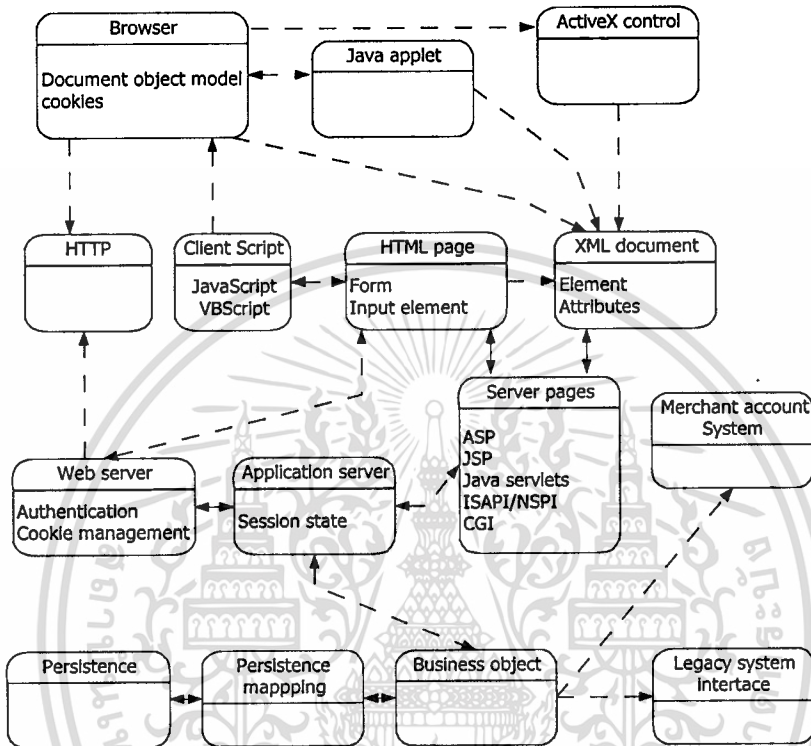 Browser
Document object model
cookies
Java applet
ActiveX control
HTTP
Client Script
JavaScript
VBScript
HTML page
Form
Input element
XML document
Element
Attributes
Server pages
ASP
JSP
Java servlets
ISAPI/NSPI
CGI
Merchant account
System
Web server
Authentication
Cookie management
Application server
Session state
Persistence
Persistence
mappping
Business object
Legacy system
intertace